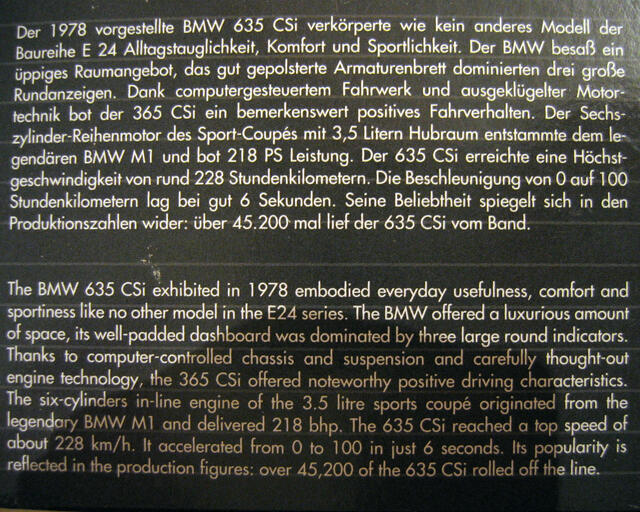 Der 1978 vorgestellte BMW 635 CSi verkörperte wie kein anderes Modell der
Baureihe E 24 Alltagstauglichkeit, Komfort und Sportlichkeit. Der BMW besaß ein
üppiges Raumangebot, das gut gepolsterte Armaturenbrett dominierten drei große
Rundanzeigen. Dank computergesteuertem Fahrwerk und ausgeklügelter Motor-
technik bot der 365 CSi ein bemerkenswert positives Fahrverhalten. Der Sechs-
zylinder-Reihenmotor des Sport-Coupés mit 3,5 Litern Hubraum entstammte dem le-
gendären BMW M1 und bot 218 PS Leistung. Der 635 CSi erreichte eine Höchst-
geschwindigkeit von rund 228 Stundenkilometern. Die Beschleunigung von 0 auf 100
Stundenkilometern lag bei gut 6 Sekunden. Seine Beliebtheit spiegelt sich in den
Produktionszahlen wider: über 45.200 mal lief der 635 CSi vom Band.
The BMW 635 CSi exhibited in 1978 embodied everyday usefulness, comfort and
sportiness like no other model in the E24 series. The BMW offered a luxurious amount
of space, its well-padded dashboard was dominated by three large round indicators.
Thanks to computer-controlled chassis and suspension and carefully thought-out
engine technology, the 365 CSi offered noteworthy positive driving characteristics.
The six-cylinders in-line engine of the 3.5 litre sports coupé originated from the
legendary BMW M1 and delivered 218 bhp. The 635 CSi reached a top speed of
about 228 km/h. It accelerated from 0 to 100 in just 6 seconds. Its popularity is
reflected in the production figures: over 45,200 of the 635 CSi rolled off the line.